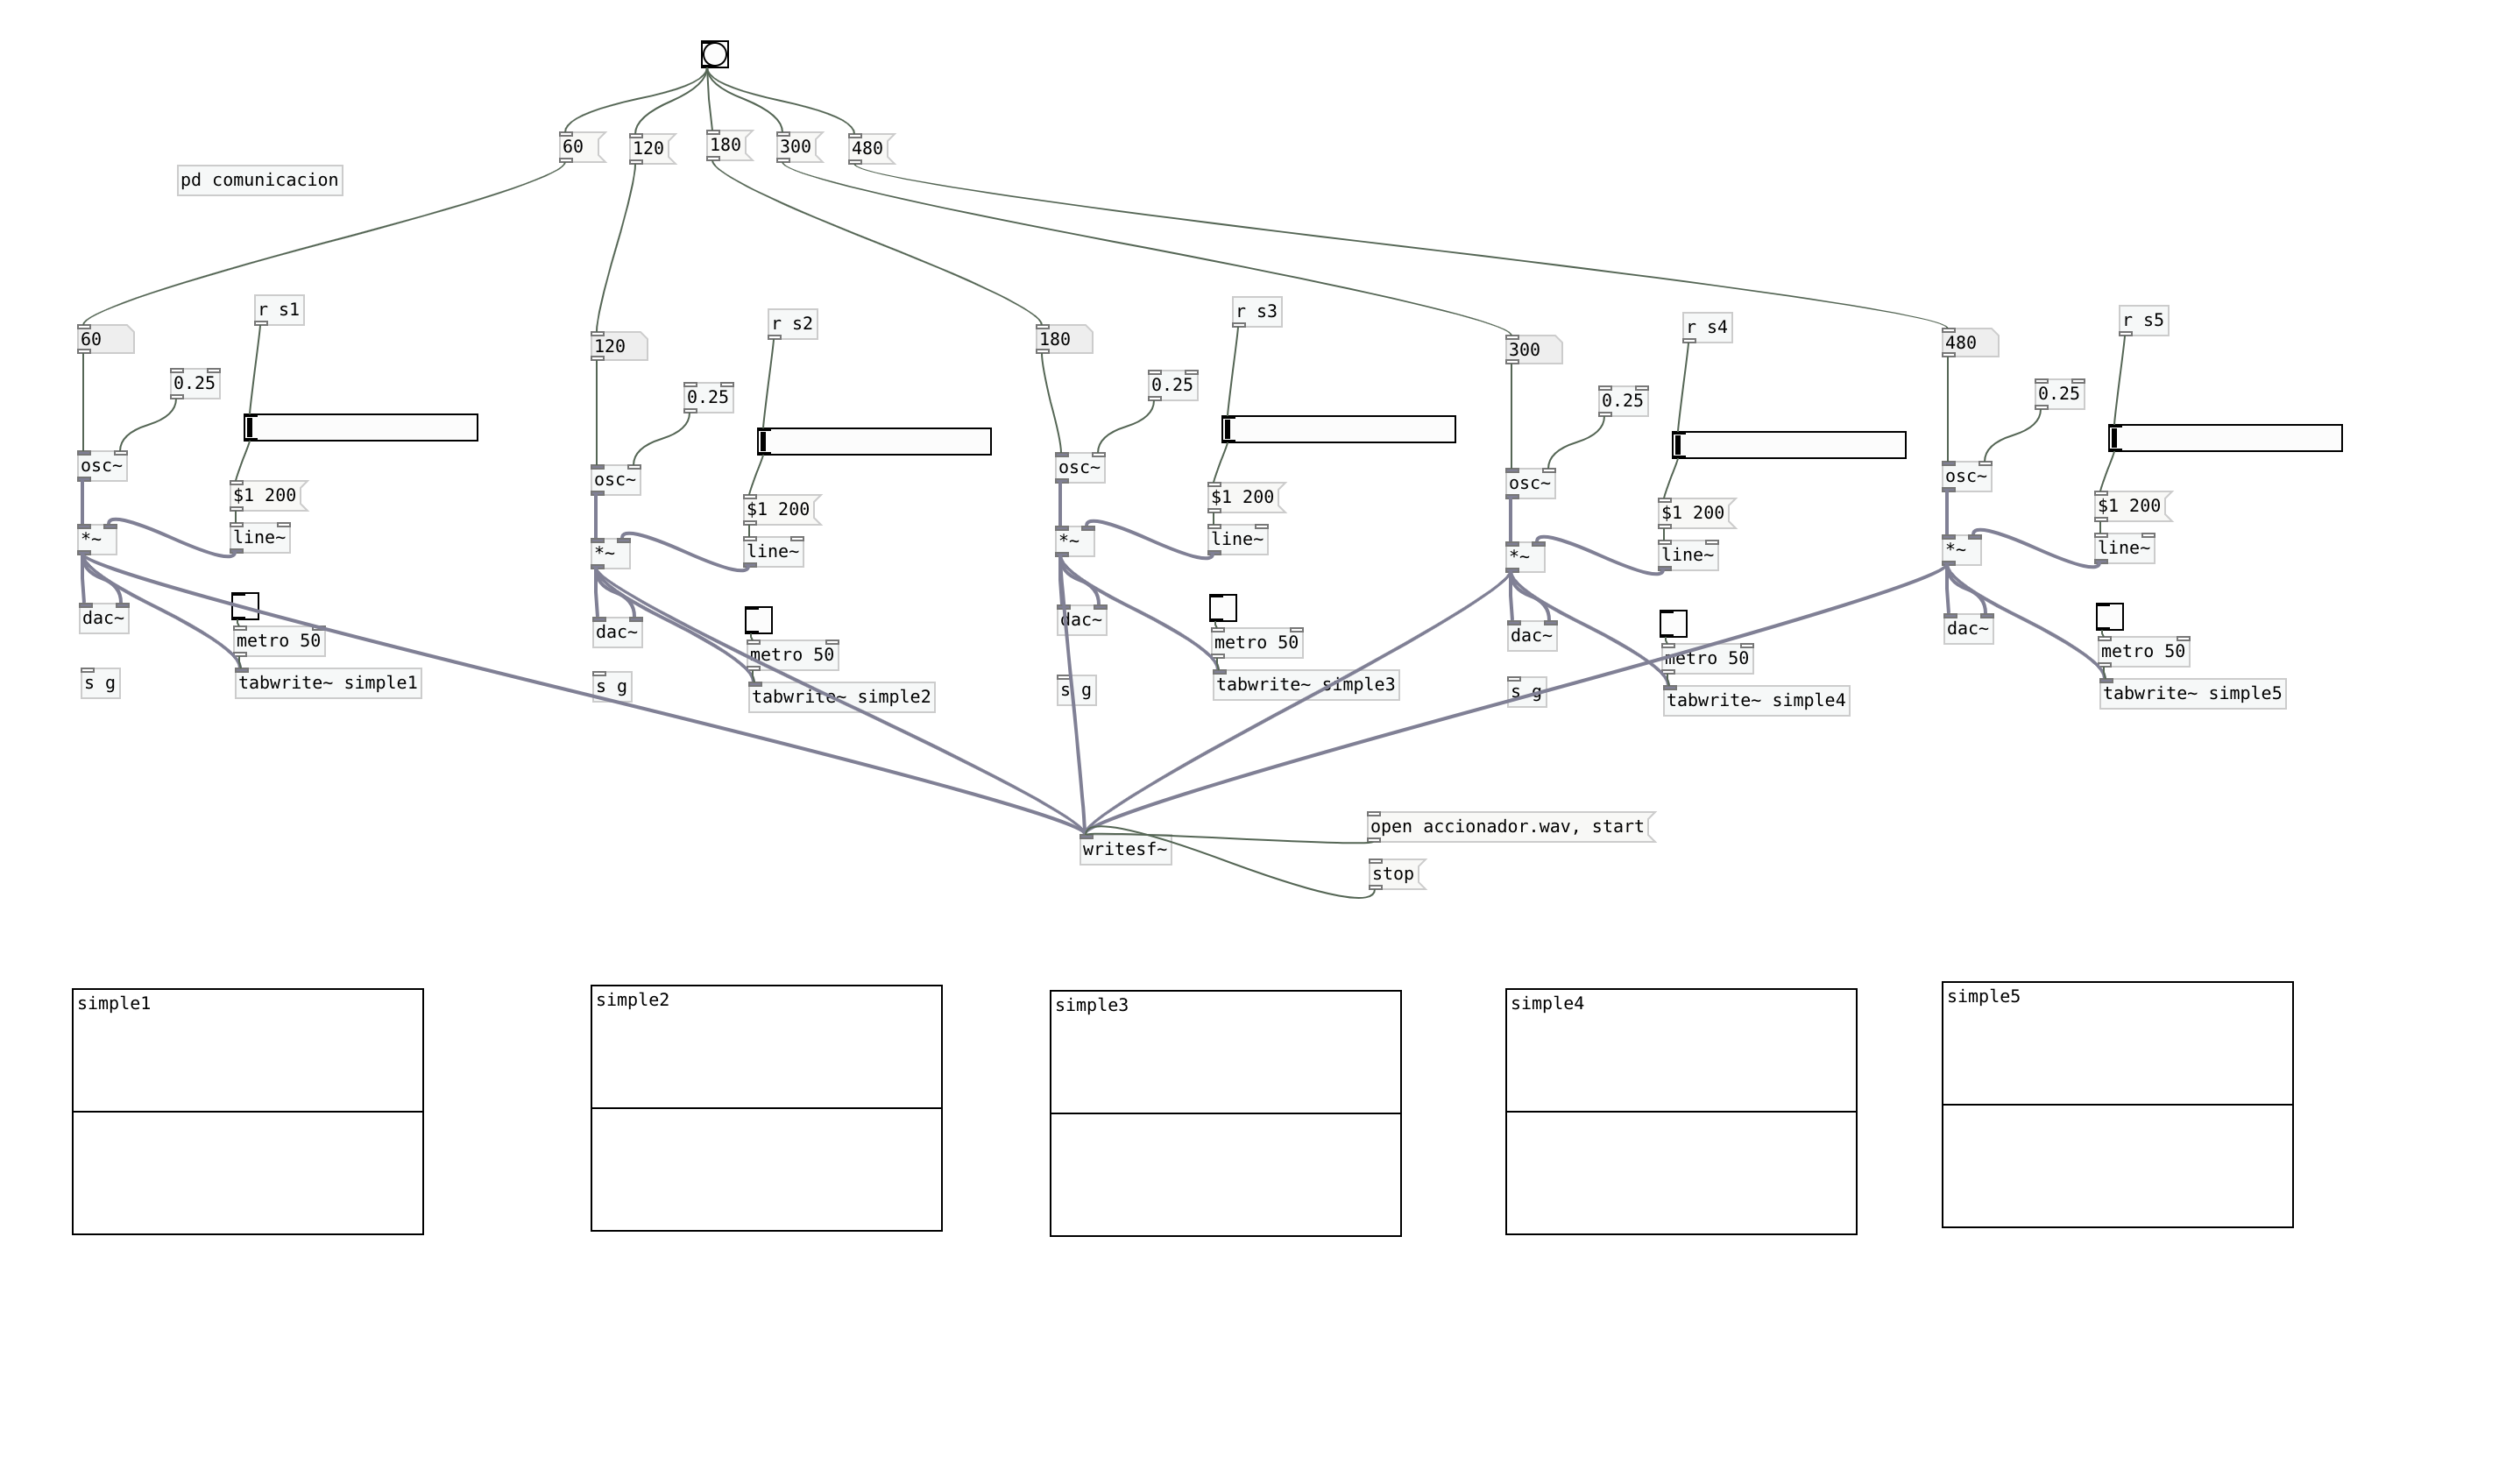 60
120
180
300
480
pd comunicacion
r s1
r s2
r s3
r s4
r s5
60
120
180
300
480
0.25
0.25
0.25
0.25
0.25
osc~
osc~
osc~
osc~
osc~
$1 200
$1 200
$1 200
$1 200
$1 200
*~
line~
*~
line~
*~
line~
*~
line~
*~
line~
dac~
dac~
dac~
dac~
dac~
metro 50
metro 50
metro 50
metro 50
metro 50
s g
tabwrite~ simple1
s g
tabwrite~ simple2
s g
tabwrite~ simple3
s g
tabwrite~ simple4
tabwrite~ simple5
open accionador.wav, start
writesf~
stop
simple1
simple2
simple3
simple4
simple5